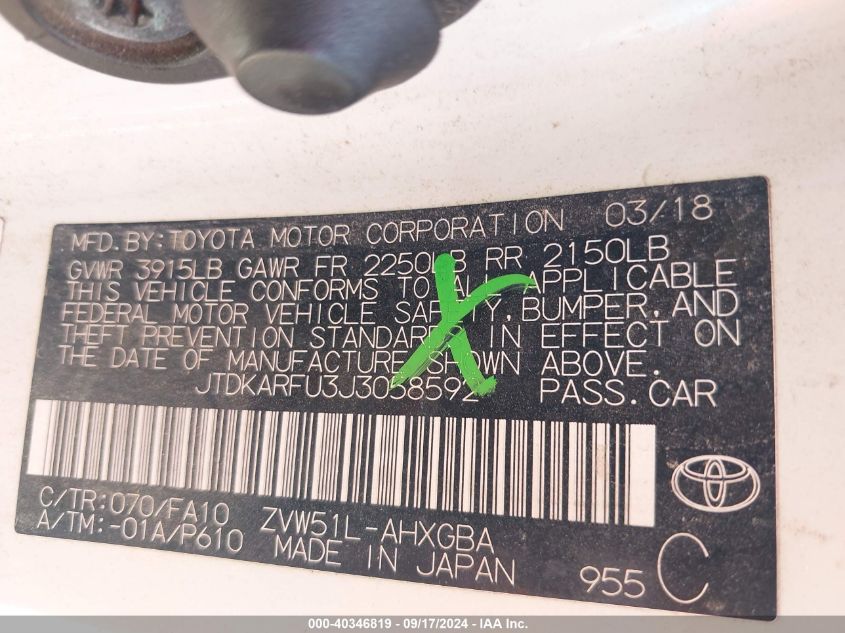 MFD. BY: TOYOTA MOTOR CORPORATION 03/18
GVWR 3915LB GAWR FR 2250LB RR 2150LB
THIS VEHICLE CONFORMS TO ALL APPLICABLE
FEDERAL MOTOR VEHICLE SAFETY, BUMPER, AND
THEFT PREVENTION STANDARDS IN EFFECT ON
THE DATE OF MANUFACTURE SHOWN ABOVE.
JTDKARFU3J3058592 PASS. CAR
C/TR: 070/FA10 ZVW51L-AHXGBA
A/TM: -01A/P610 MADE IN JAPAN
955 C
000-40346819 - 09/17/2024 - IAA Inc.